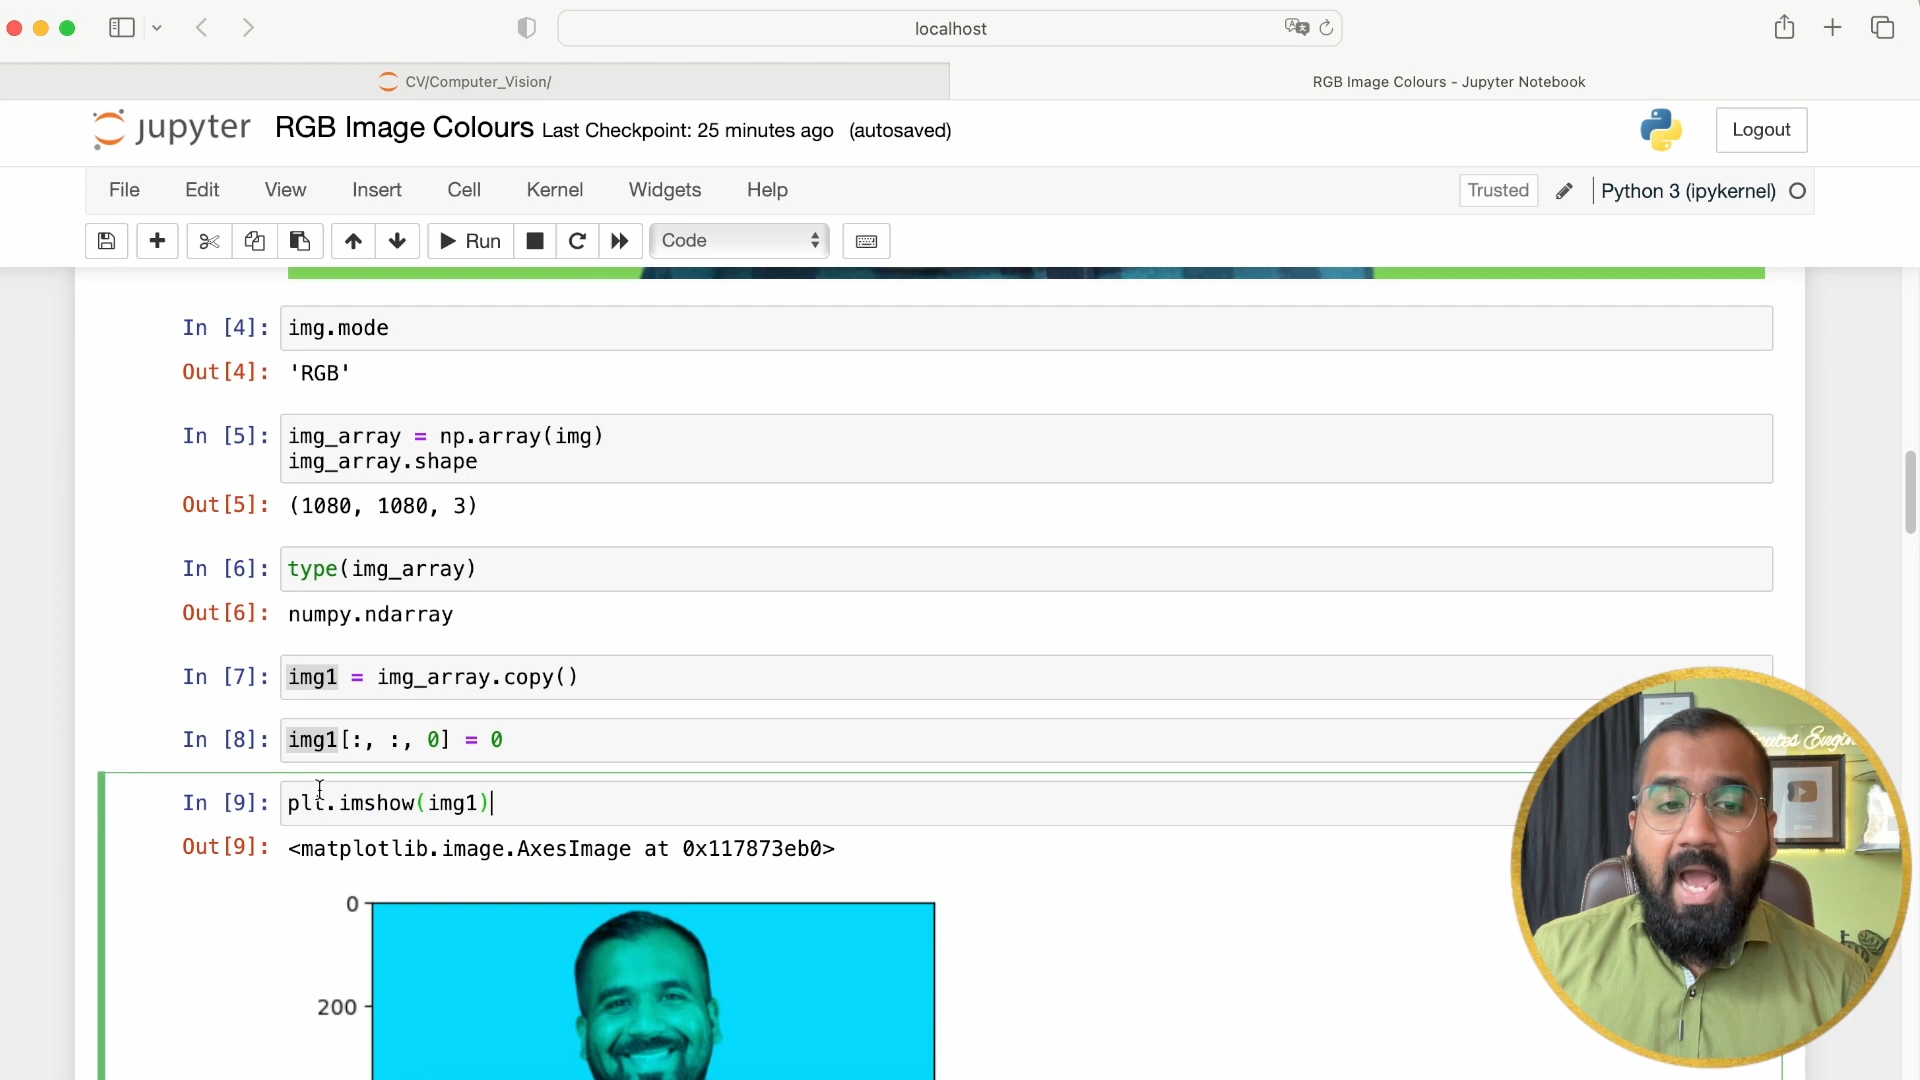 localhost
CV/Computer_Vision/
RGB Image Colours - Jupyter Notebook
jupyter RGB Image Colours Last Checkpoint: 25 minutes ago (autosaved)
Logout
File Edit View Insert Cell Kernel Widgets Help
Trusted Python 3 (ipykernel)
Run Code
In [4]: img.mode
Out[4]: 'RGB'
In [5]: img_array = np.array(img)
img_array.shape
Out[5]: (1080, 1080, 3)
In [6]: type(img_array)
Out[6]: numpy.ndarray
In [7]: img1 = img_array.copy()
In [8]: img1[:, :, 0] = 0
In [9]: plt.imshow(img1)
Out[9]: <matplotlib.image.AxesImage at 0x117873eb0>
0
200